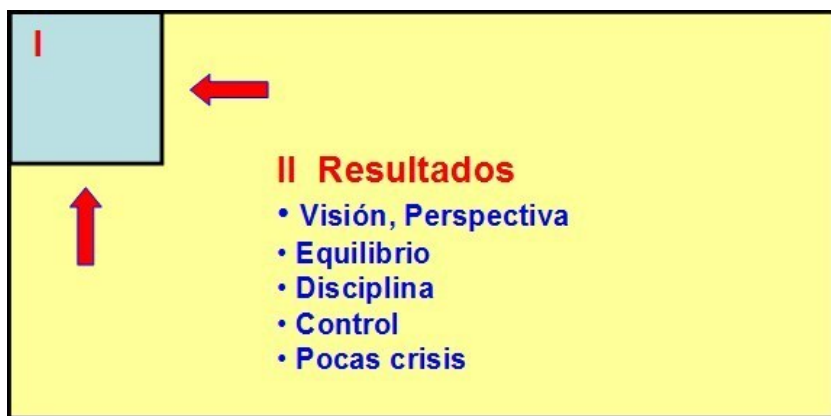 I
II Resultados
• Visión, Perspectiva
• Equilibrio
• Disciplina
• Control
• Pocas crisis